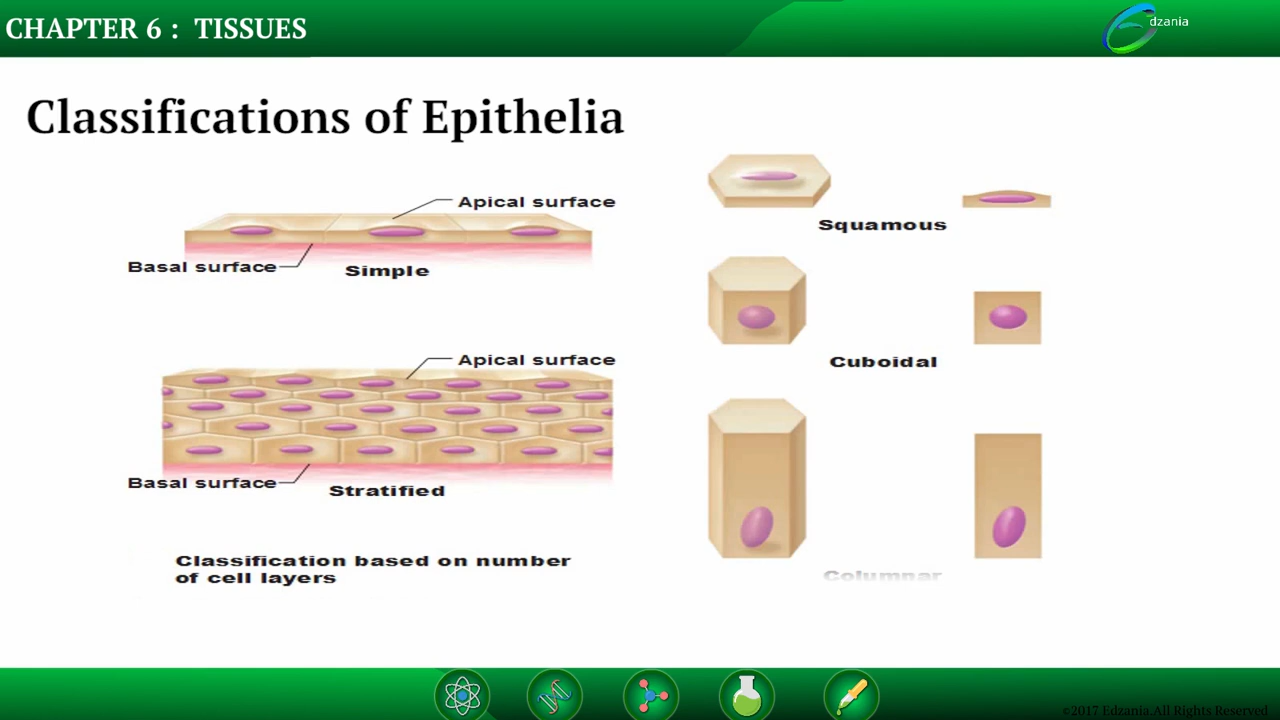 CHAPTER 6 : TISSUES
dzania
Classifications of Epithelia
Apical surface
Basal surface
Simple
Apical surface
Basal surface
Stratified
Classification based on number
of cell layers
Squamous
Cuboidal
Columnar
©2017 Edzania.All Rights Reserved.